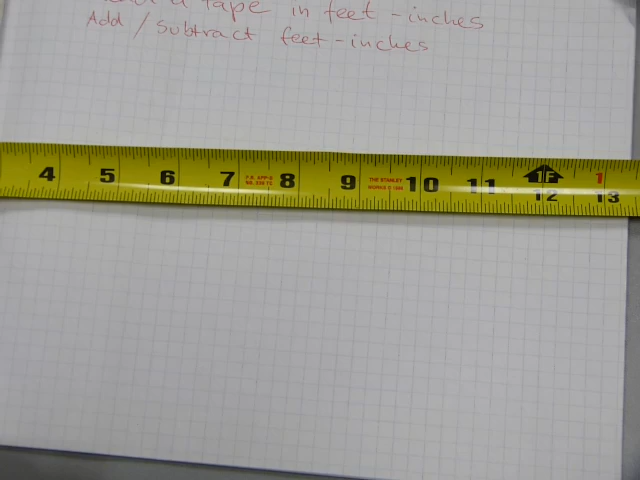 a tape in feet - inches
Add / Subtract feet - inches
4 5 6 7 8 9 10 11 1F 1
THE STANLEY
12 13